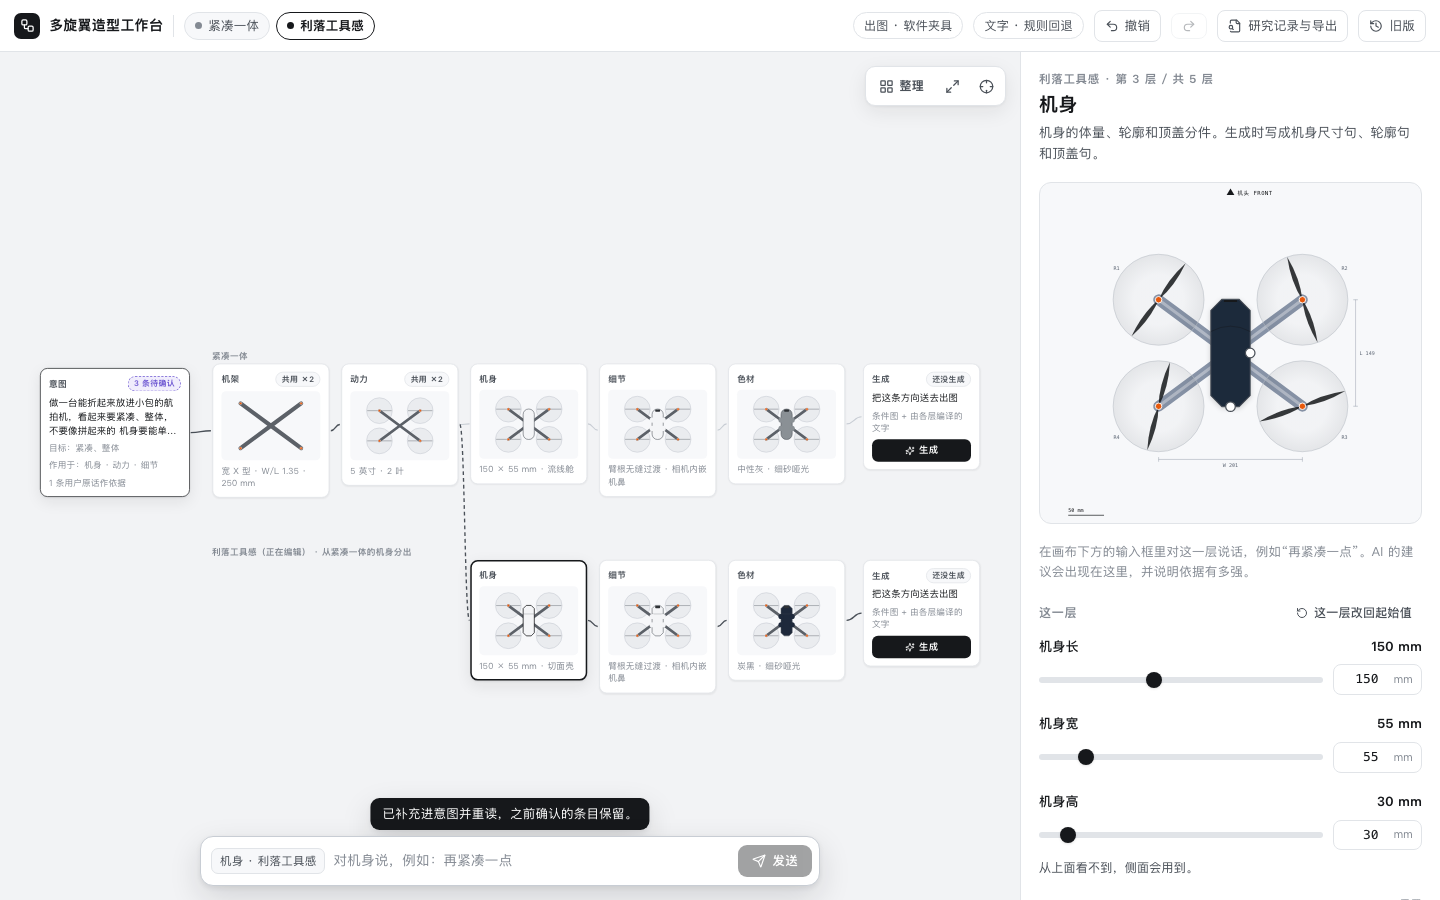 多旋翼造型工作台
紧凑一体
利落工具感
出图 · 软件夹具
文字 · 规则回退
撤销
研究记录与导出
旧版
整理
紧凑一体
意图
3 条待确认
做一台能折起来放进小包的航
拍机，看起来要紧凑、整体，
不要像拼起来的 机身要能单...
目标：紧凑、整体
作用于：机身 · 动力 · 细节
1 条用户原话作依据
机架
共用 ×2
宽 X 型 · W/L 1.35 ·
250 mm
动力
共用 ×2
5 英寸 · 2 叶
机身
150 × 55 mm · 流线舱
细节
臂根无缝过渡 · 相机内嵌
机鼻
色材
中性灰 · 细砂哑光
生成
还没生成
把这条方向送去出图
条件图 + 由各层编译的
文字
生成
利落工具感（正在编辑） · 从紧凑一体的机身分出
机身
150 × 55 mm · 切面壳
细节
臂根无缝过渡 · 相机内嵌
机鼻
色材
炭黑 · 细砂哑光
生成
还没生成
把这条方向送去出图
条件图 + 由各层编译的
文字
生成
已补充进意图并重读，之前确认的条目保留。
机身 · 利落工具感
对机身说，例如：再紧凑一点
发送
利落工具感 · 第 3 层 / 共 5 层
机身
机身的体量、轮廓和顶盖分件。生成时写成机身尺寸句、轮廓句
和顶盖句。
机头 FRONT
R1
R2
L 149
R4
R3
W 201
50 mm
在画布下方的输入框里对这一层说话，例如“再紧凑一点”。AI 的建
议会出现在这里，并说明依据有多强。
这一层
这一层改回起始值
机身长
150 mm
150 mm
机身宽
55 mm
55 mm
机身高
30 mm
30 mm
从上面看不到，侧面会用到。